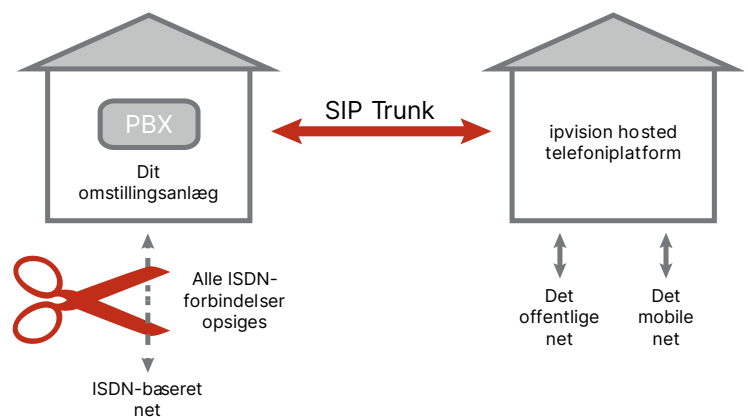 PBX
Dit
omstillingsanlæg
SIP Trunk
ipvision hosted
telefoniplatform
Alle ISDN-
forbindelser
opsiges
ISDN-baseret
net
Det
offentlige
net
Det
mobile
net